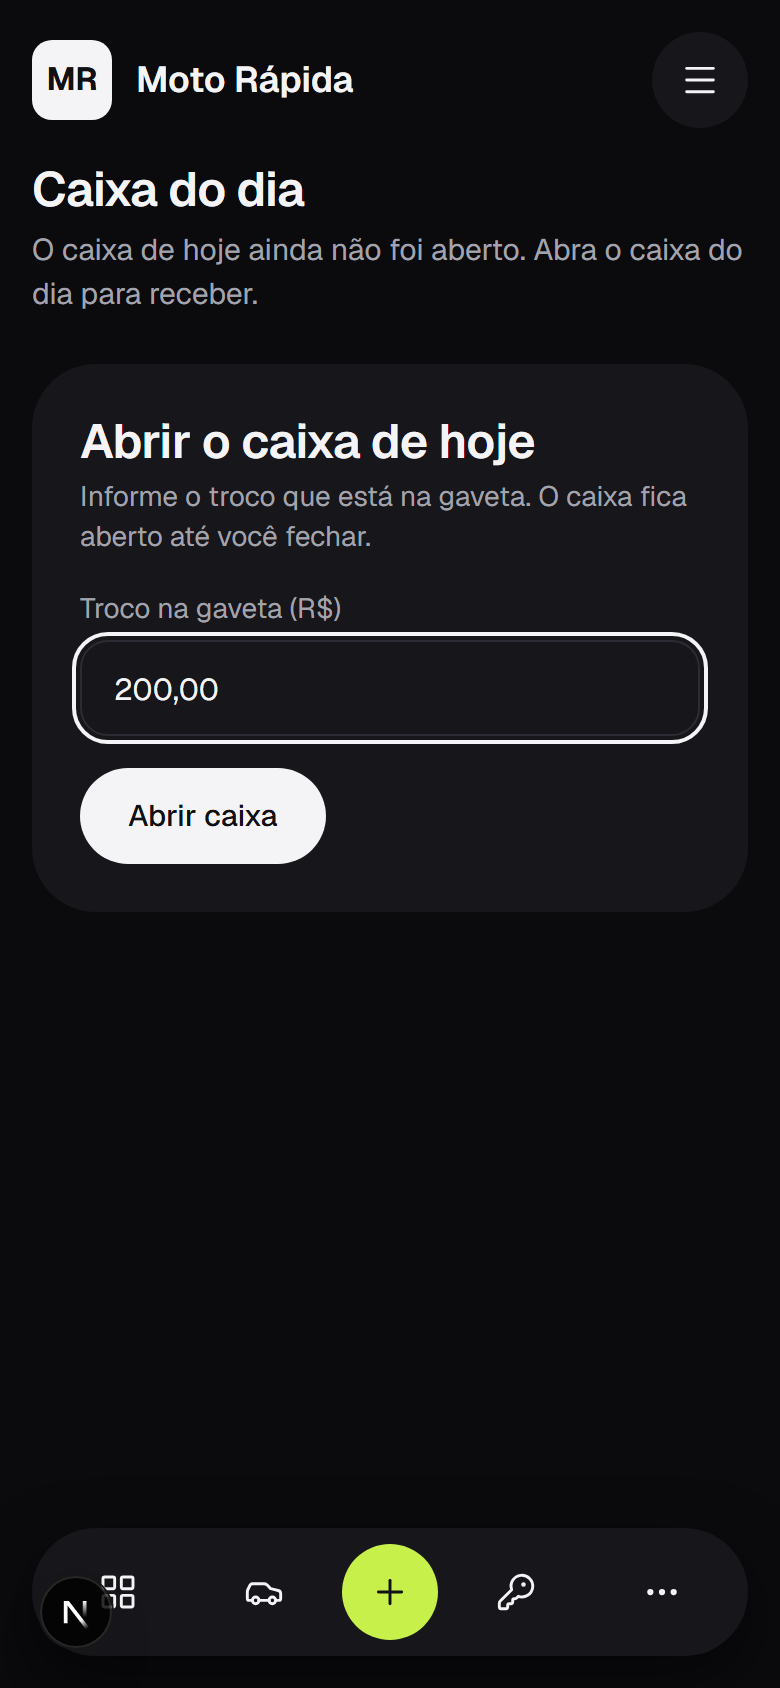 MR
Moto Rápida
Caixa do dia
O caixa de hoje ainda não foi aberto. Abra o caixa do
dia para receber.
Abrir o caixa de hoje
Informe o troco que está na gaveta. O caixa fica
aberto até você fechar.
Troco na gaveta (R$)
200,00
Abrir caixa
N